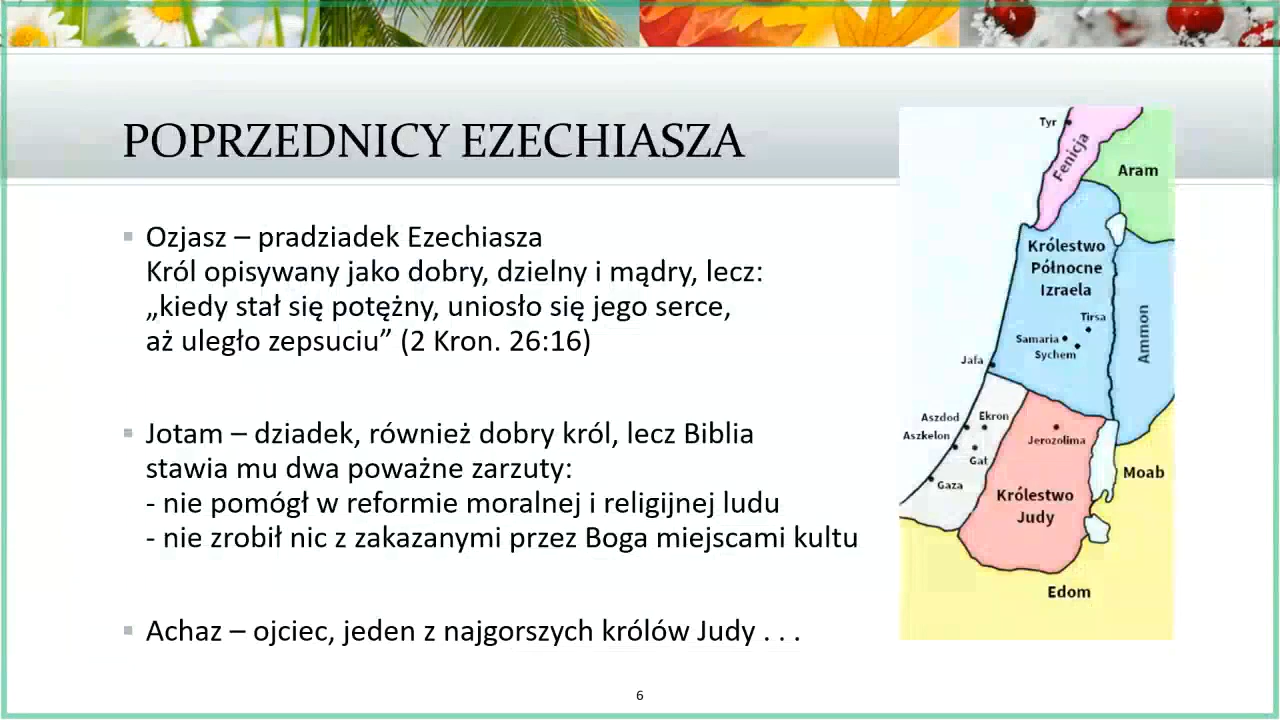 POPRZEDNICY EZECHIASZA
Ozjasz – pradziadek Ezechiasza
Król opisywany jako dobry, dzielny i mądry, lecz:
„kiedy stał się potężny, uniosło się jego serce,
aż uległo zepsuciu” (2 Kron. 26:16)
Jotam – dziadek, również dobry król, lecz Biblia
stawia mu dwa poważne zarzuty:
- nie pomógł w reformie moralnej i religijnej ludu
- nie zrobił nic z zakazanymi przez Boga miejscami kultu
Achaz – ojciec, jeden z najgorszych królów Judy . . .
Tyr
Fenicja
Aram
Królestwo
Północne
Izraela
Tirsa
Samaria
Sychem
Ammon
Jafa
Aszdod
Ekron
Aszkelon
Gat
Gaza
Jerozolima
Królestwo
Judy
Moab
Edom
6